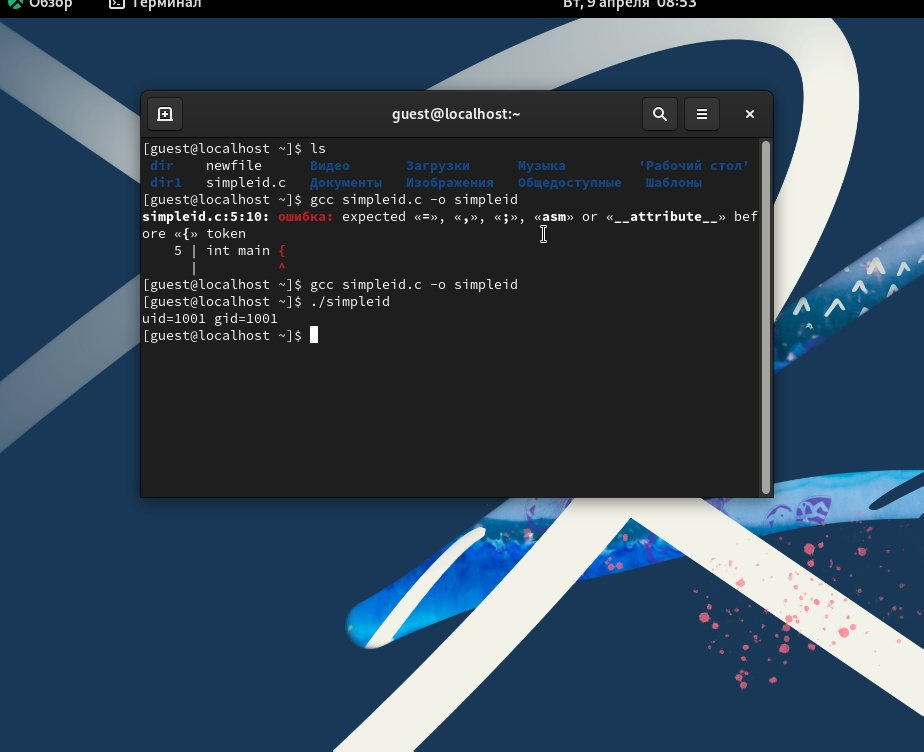 Обзор Терминал Вт, 9 апреля 08:53
guest@localhost:~
[guest@localhost ~]$ ls
dir newfile Видео Загрузки Музыка 'Рабочий стол'
dir1 simpleid.c Документы Изображения Общедоступные Шаблоны
[guest@localhost ~]$ gcc simpleid.c -o simpleid
simpleid.c:5:10: ошибка: expected «=», «,», «;», «asm» or «__attribute__» bef
ore «{» token
5 | int main {
| ^
[guest@localhost ~]$ gcc simpleid.c -o simpleid
[guest@localhost ~]$ ./simpleid
uid=1001 gid=1001
[guest@localhost ~]$